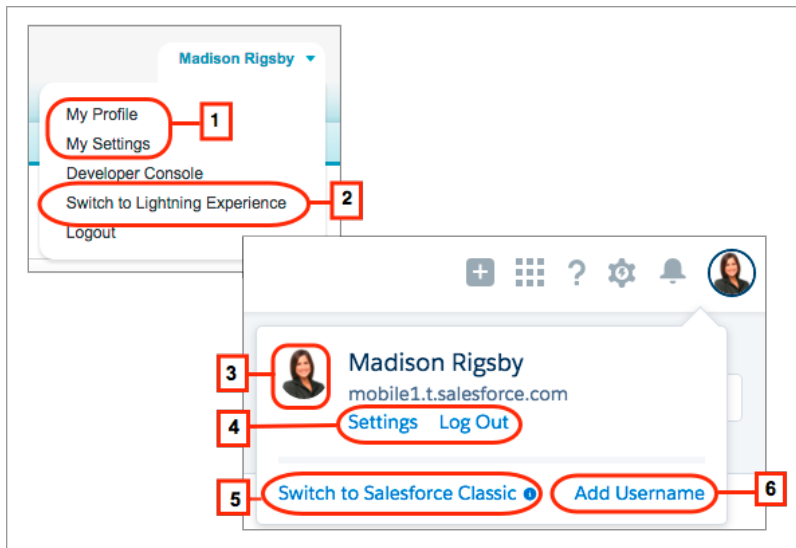 Madison Rigsby
My Profile
1
My Settings
Developer Console
Switch to Lightning Experience
2
Logout
?
3
Madison Rigsby
mobile1.t.salesforce.com
4
Settings Log Out
5
Switch to Salesforce Classic
Add Username
6